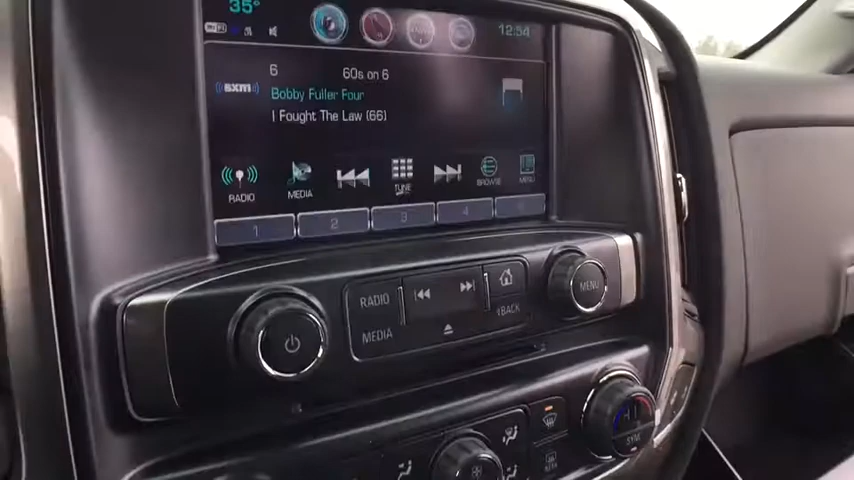 35°
12:54
6 60s on 6
sxm
Bobby Fuller Four
I Fought The Law (66)
RADIO MEDIA TUNE BROWSE MENU
1 2 3 4 5
RADIO
MEDIA
BACK
MENU
SYNC